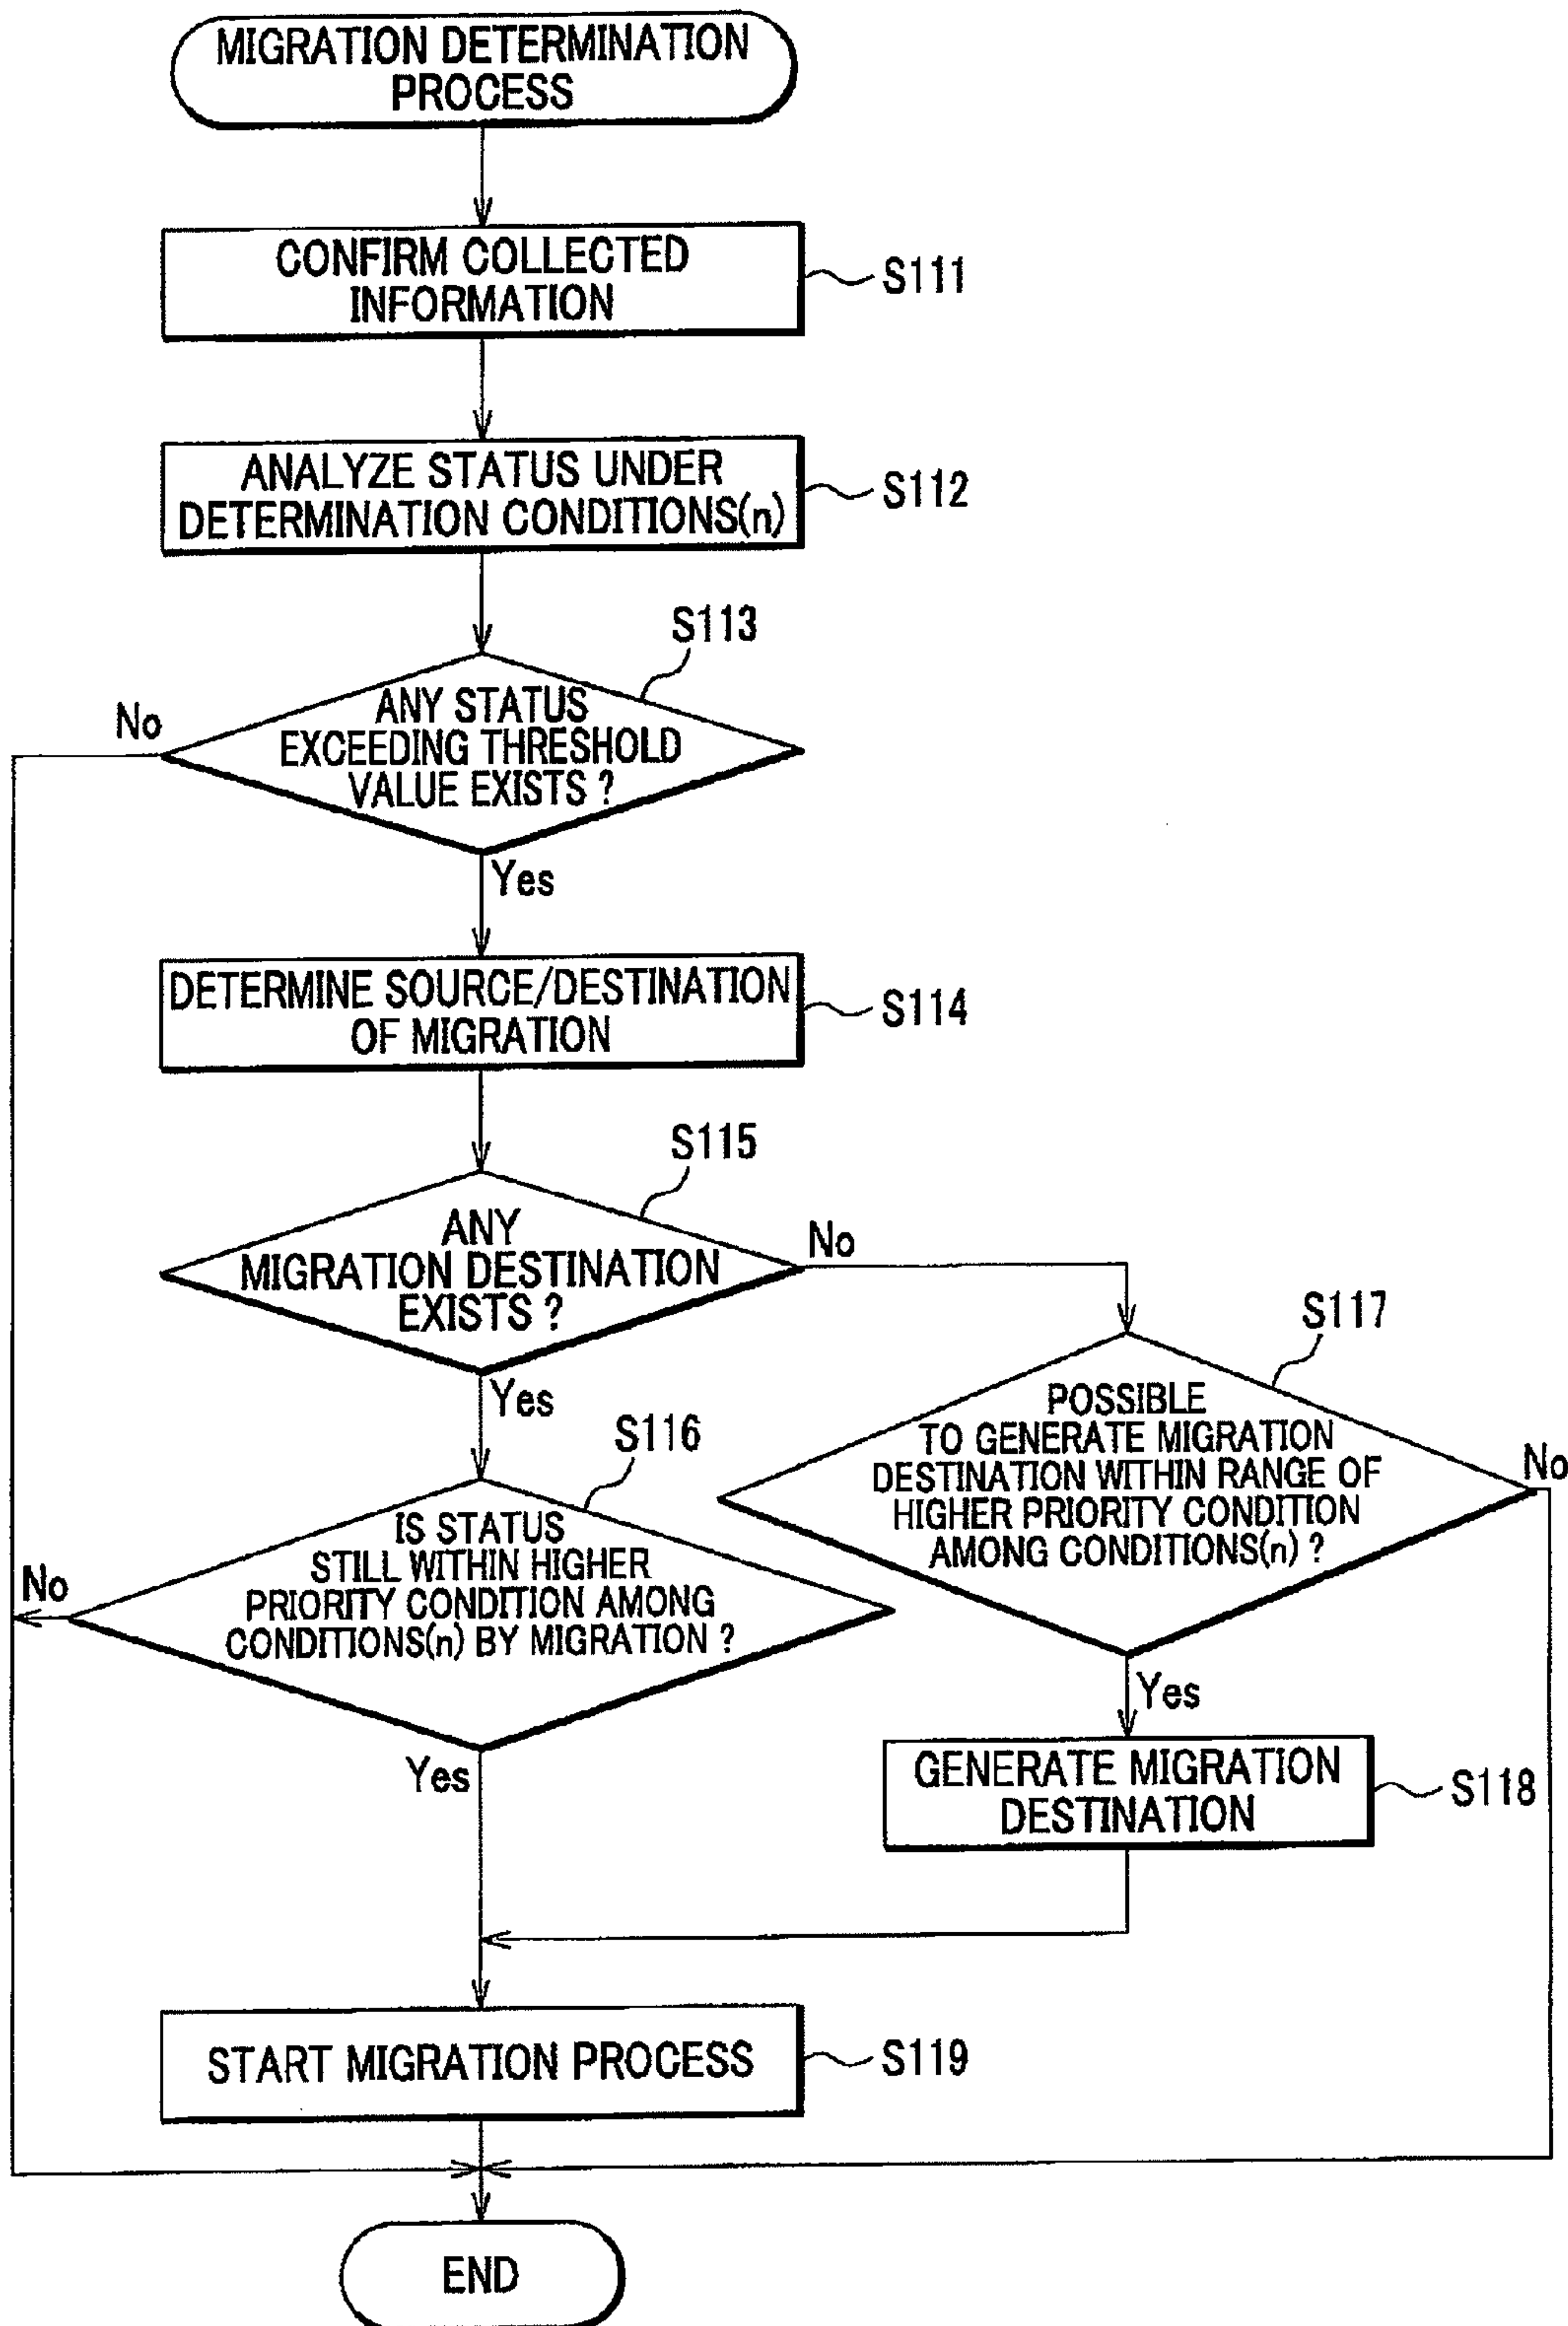 MIGRATION DETERMINATION
PROCESS
CONFIRM COLLECTED
INFORMATION
S111
ANALYZE STATUS UNDER
DETERMINATION CONDITIONS(n)
S112
S113
ANY STATUS
EXCEEDING THRESHOLD
VALUE EXISTS ?
No
Yes
DETERMINE SOURCE/DESTINATION
OF MIGRATION
S114
S115
ANY
MIGRATION DESTINATION
EXISTS ?
No
Yes
S116
IS STATUS
STILL WITHIN HIGHER
PRIORITY CONDITION AMONG
CONDITIONS(n) BY MIGRATION ?
No
Yes
S117
POSSIBLE
TO GENERATE MIGRATION
DESTINATION WITHIN RANGE OF
HIGHER PRIORITY CONDITION
AMONG CONDITIONS(n) ?
No
Yes
GENERATE MIGRATION
DESTINATION
S118
START MIGRATION PROCESS
S119
END